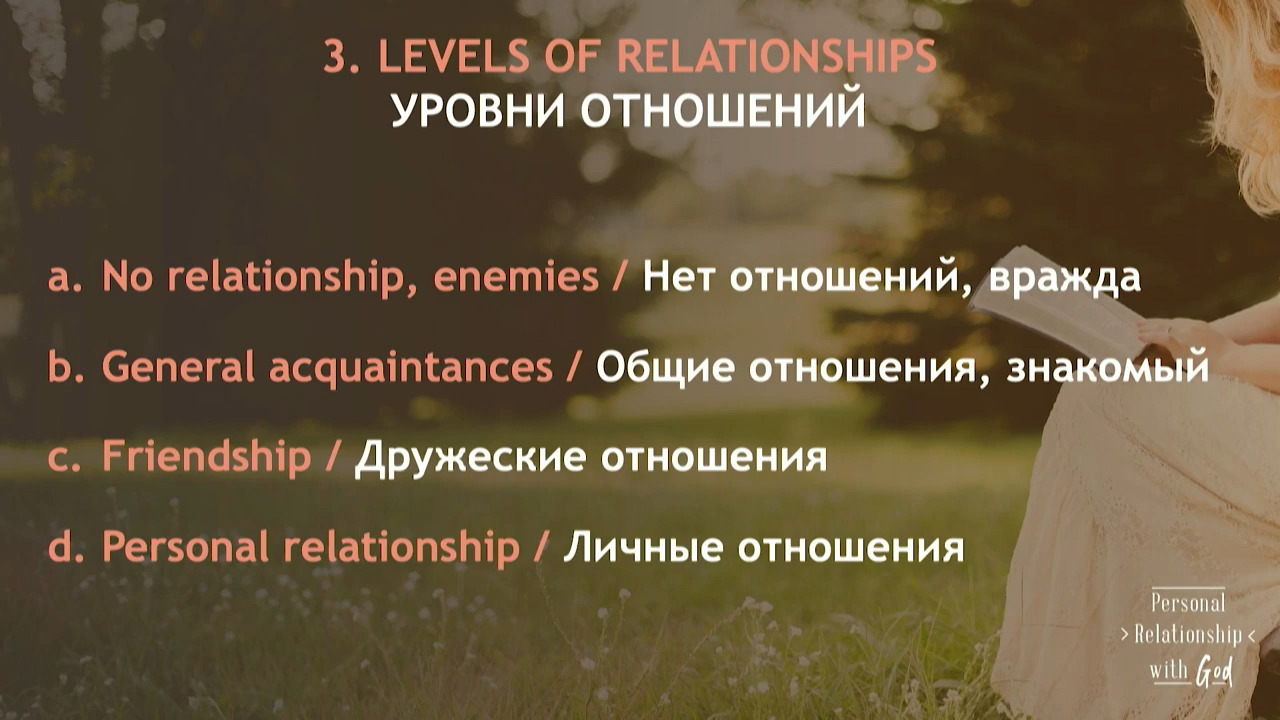 3. LEVELS OF RELATIONSHIPS
УРОВНИ ОТНОШЕНИЙ
a. No relationship, enemies / Нет отношений, вражда
b. General acquaintances / Общие отношения, знакомый
c. Friendship / Дружеские отношения
d. Personal relationship / Личные отношения
Personal
> Relationship <
with God